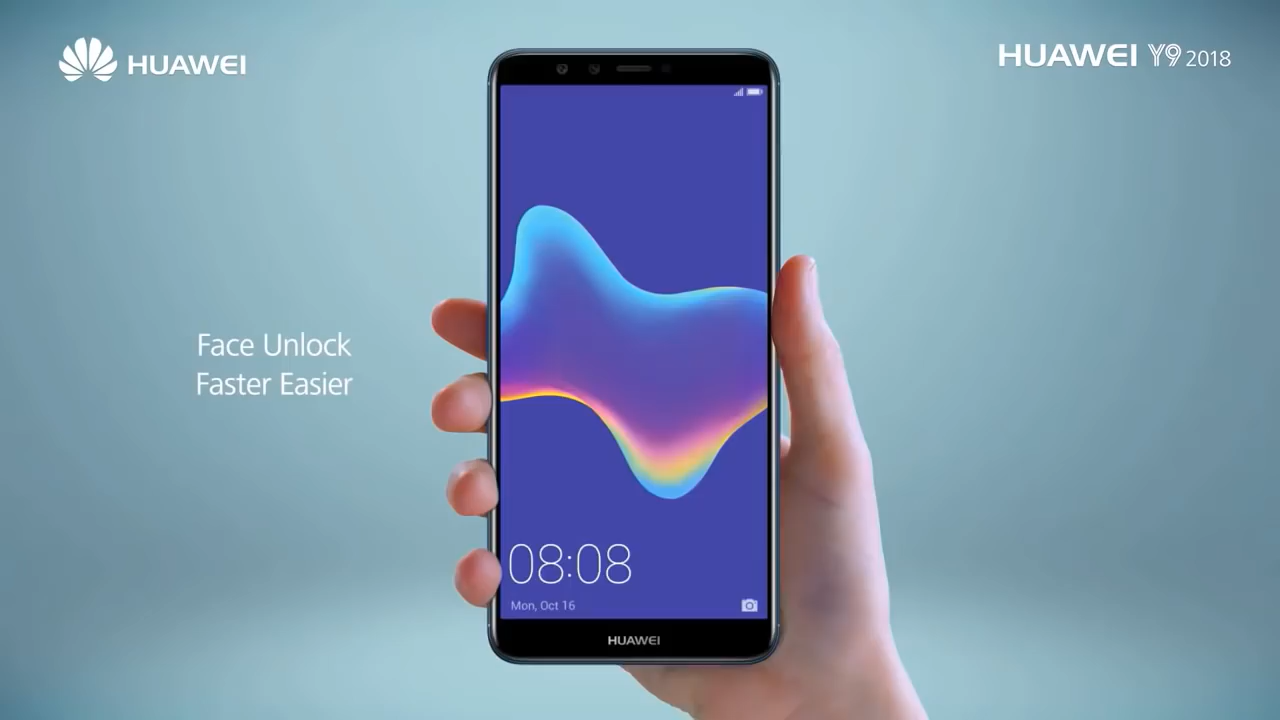 HUAWEI
HUAWEI Y9 2018
Face Unlock
Faster Easier
08:08
Mon, Oct 16
HUAWEI